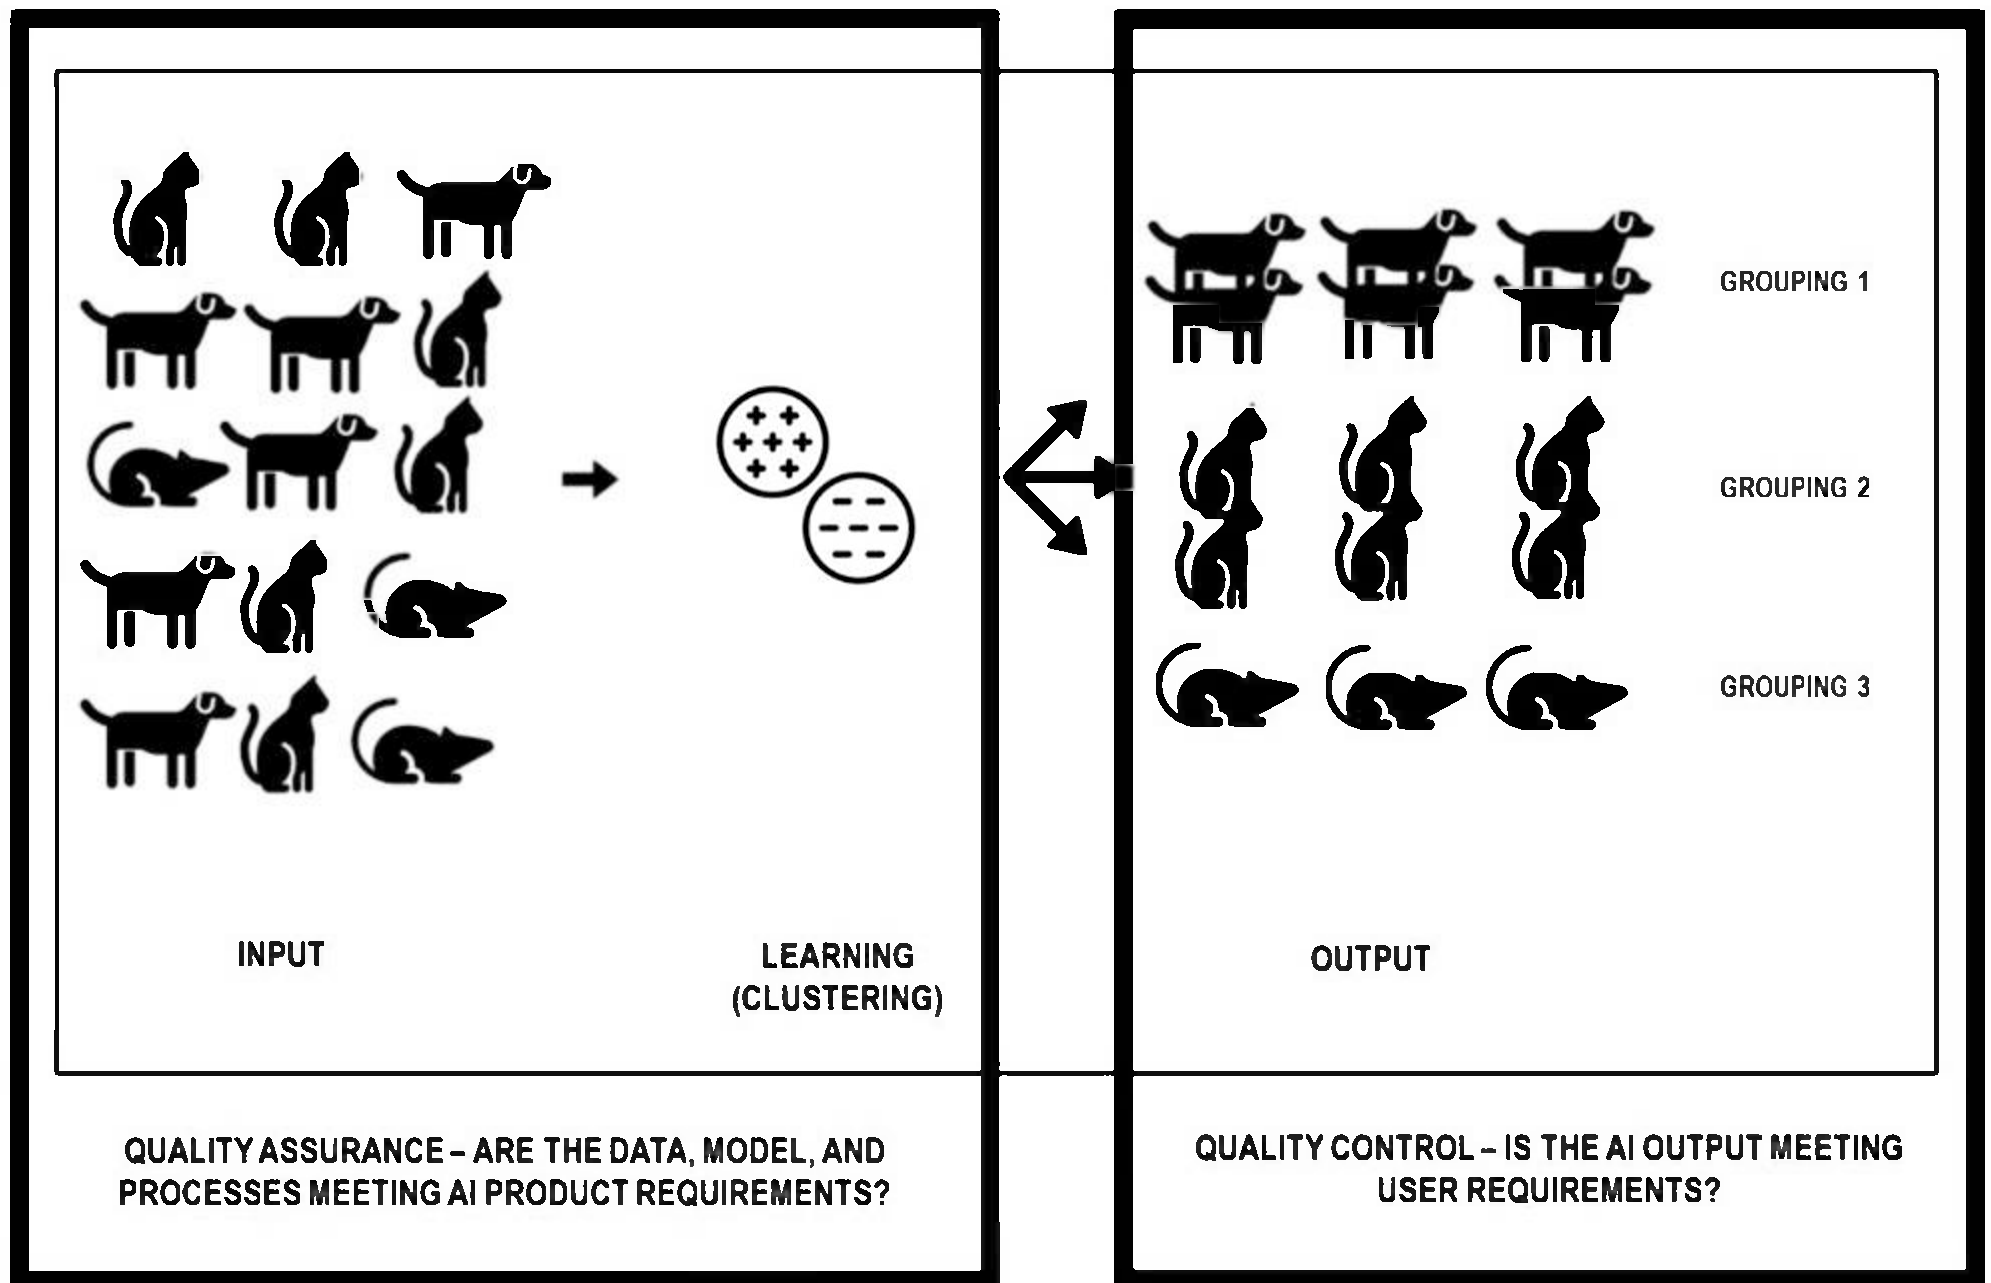 GROUPING 1
GROUPING 2
GROUPING 3
INPUT
LEARNING
(CLUSTERING)
OUTPUT
QUALITY ASSURANCE – ARE THE DATA, MODEL, AND
PROCESSES MEETING AI PRODUCT REQUIREMENTS?
QUALITY CONTROL – IS THE AI OUTPUT MEETING
USER REQUIREMENTS?